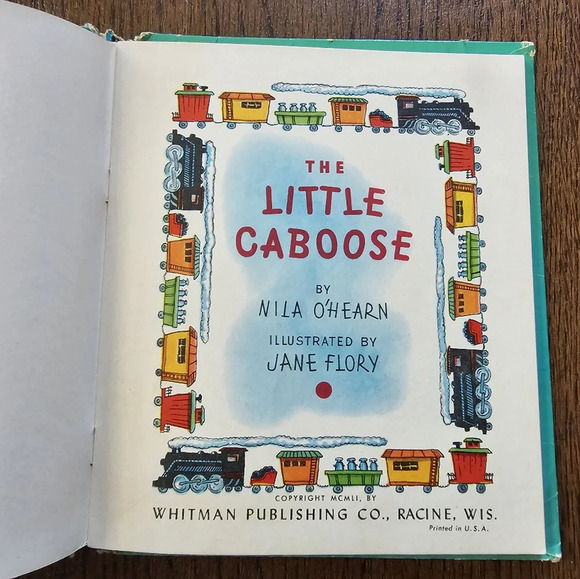 THE
LITTLE
CABOOSE
BY
NILA O'HEARN
ILLUSTRATED BY
JANE FLORY
COPYRIGHT MCMLI, BY
WHITMAN PUBLISHING CO., RACINE, WIS.
Printed in U.S.A.